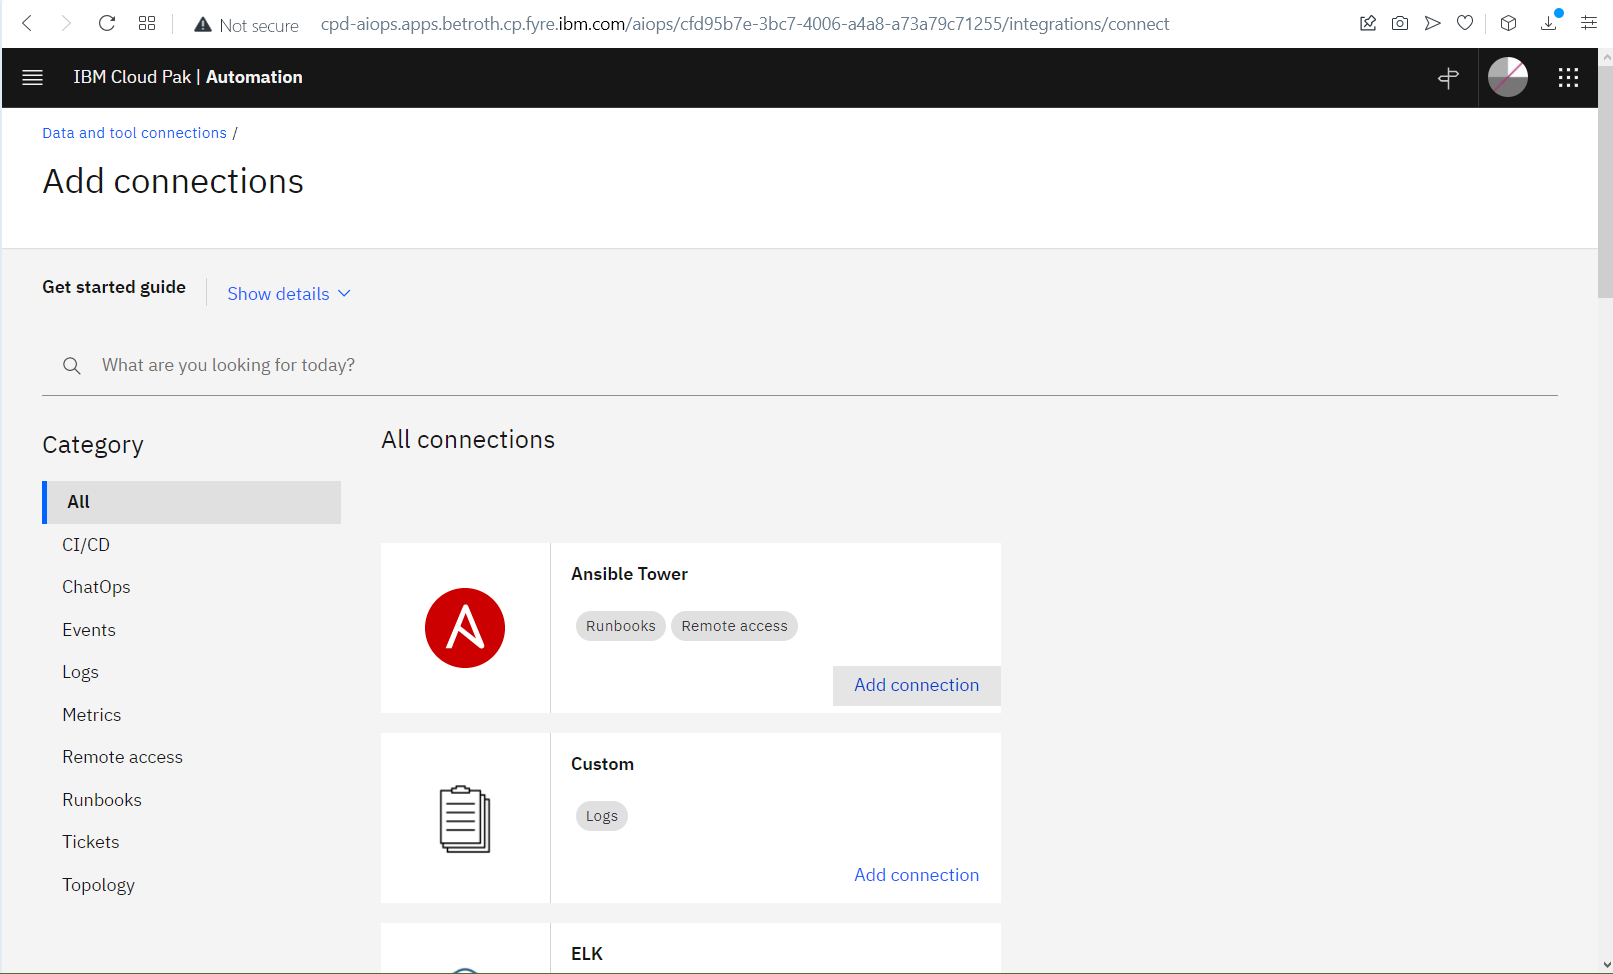 Not secure cpd-aiops.apps.betroth.cp.fyre.ibm.com/aiops/cfd95b7e-3bc7-4006-a4a8-a73a79c71255/integrations/connect
IBM Cloud Pak | Automation
Data and tool connections /
Add connections
Get started guide
Show details
What are you looking for today?
Category
All
CI/CD
ChatOps
Events
Logs
Metrics
Remote access
Runbooks
Tickets
Topology
All connections
Ansible Tower
Runbooks Remote access
Add connection
Custom
Logs
Add connection
ELK